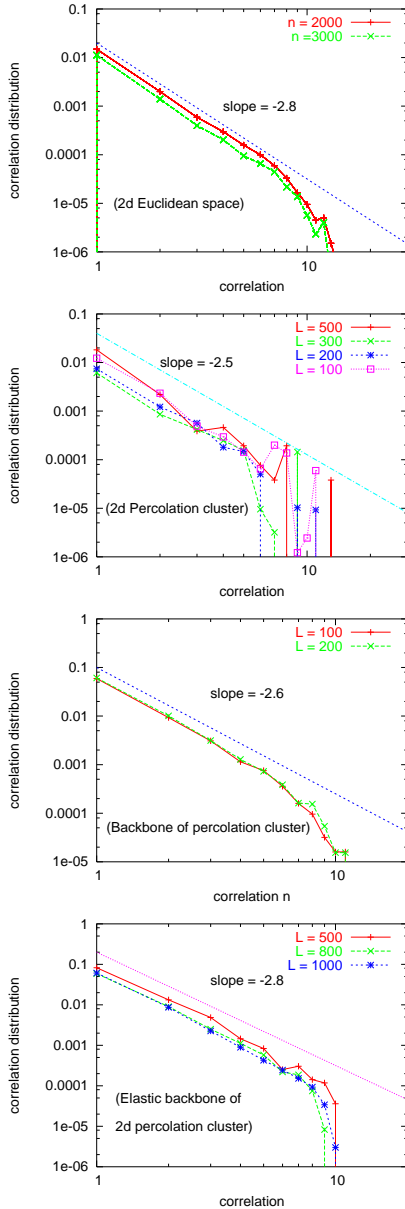 0.1
0.01
0.001
0.0001
1e-05
1e-06
correlation distribution
n = 2000
n =3000
slope = -2.8
(2d Euclidean space)
1
10
correlation
0.1
0.01
0.001
0.0001
1e-05
1e-06
correlation distribution
L = 500
L = 300
L = 200
L = 100
slope = -2.5
(2d Percolation cluster)
1
10
correlation
1
0.1
0.01
0.001
0.0001
1e-05
correlation distribution
L = 100
L = 200
slope = -2.6
(Backbone of percolation cluster)
1
10
correlation n
1
0.1
0.01
0.001
0.0001
1e-05
1e-06
correlation distribution
L = 500
L = 800
L = 1000
slope = -2.8
(Elastic backbone of
2d percolation cluster)
1
10
correlation